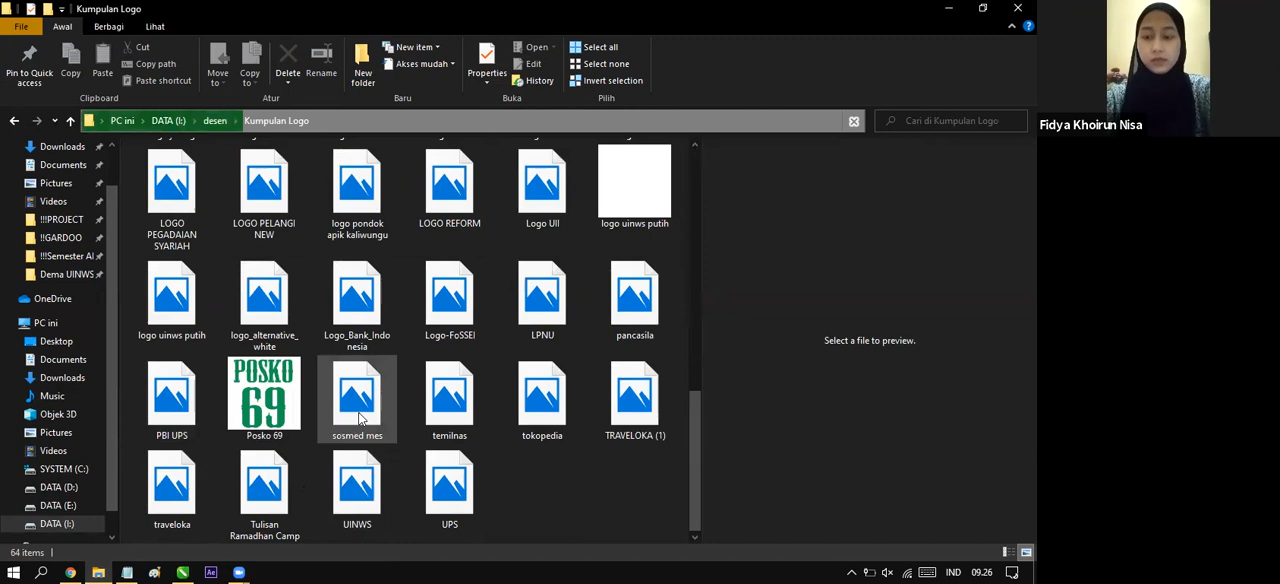 Kumpulan Logo
File
Awal
Berbagi
Lihat
Pin to Quick
access
Copy
Paste
Cut
Copy path
Paste shortcut
Clipboard
Move
to
Copy
to
Delete
Rename
Atur
New
folder
New item
Akses mudah
Baru
Properties
Open
Edit
History
Buka
Select all
Select none
Invert selection
Pilih
PC ini
DATA (I:)
desen
Kumpulan Logo
Cari di Kumpulan Logo
Fidya Khoirun Nisa
Downloads
Documents
Pictures
Videos
!!!PROJECT
!!GARDOO
!!!Semester Al
Dema UINWS
OneDrive
PC ini
Desktop
Documents
Downloads
Music
Objek 3D
Pictures
Videos
SYSTEM (C:)
DATA (D:)
DATA (E:)
DATA (I:)
LOGO
PEGADAIAN
SYARIAH
LOGO PELANGI
NEW
logo pondok
apik kaliwungu
LOGO REFORM
Logo UII
logo uinws putih
logo uinws putih
logo_alternative_
white
Logo_Bank_Indo
nesia
Logo-FoSSEI
LPNU
pancasila
PBI UPS
POSKO
69
Posko 69
sosmed mes
temilnas
tokopedia
TRAVELOKA (1)
traveloka
Tulisan
Ramadhan Camp
UINWS
UPS
Select a file to preview.
64 items
Ae
IND
09.26